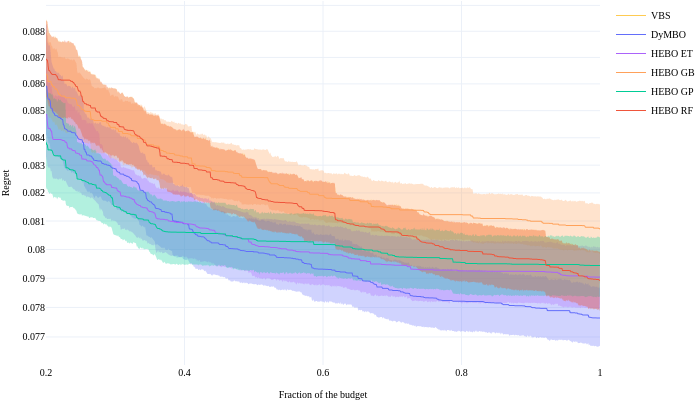 0.088
0.087
0.086
0.085
0.084
0.083
0.082
0.081
0.08
0.079
0.078
0.077
Regret
0.2
0.4
0.6
0.8
1
Fraction of the budget
VBS
DyMBO
HEBO ET
HEBO GB
HEBO GP
HEBO RF